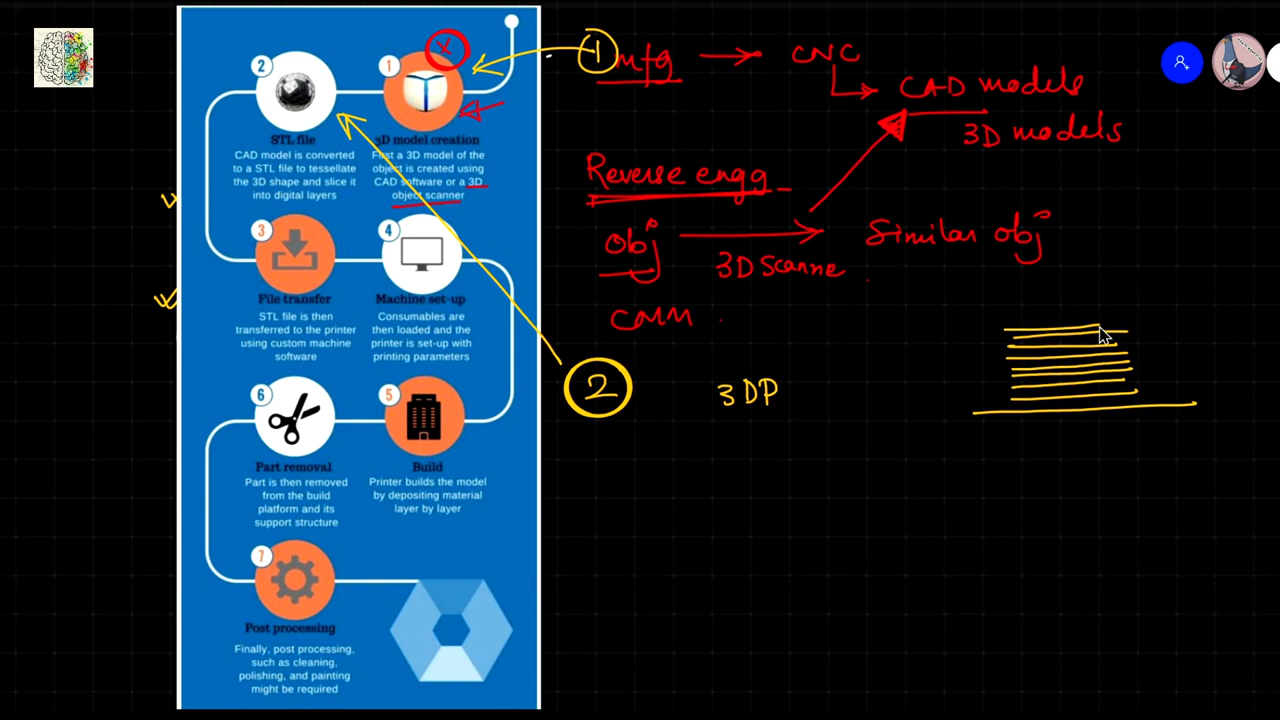 2
STL file
CAD model is converted
to a STL file to tessellate
the 3D shape and slice it
into digital layers
1
3D model creation
First a 3D model of the
object is created using
CAD software or a 3D
object scanner
3
File transfer
STL file is then
transferred to the printer
using custom machine
software
4
Machine set-up
Consumables are
then loaded and the
printer is set-up with
printing parameters
6
Part removal
Part is then removed
from the build
platform and its
support structure
5
Build
Printer builds the model
by depositing material
layer by layer
7
Post processing
Finally, post processing,
such as cleaning,
polishing, and painting
might be required
1 mfg → CNC
CAD models
3D models
Reverse engg
Obj → Similar obj
3D Scanne
CMM
2 3DP